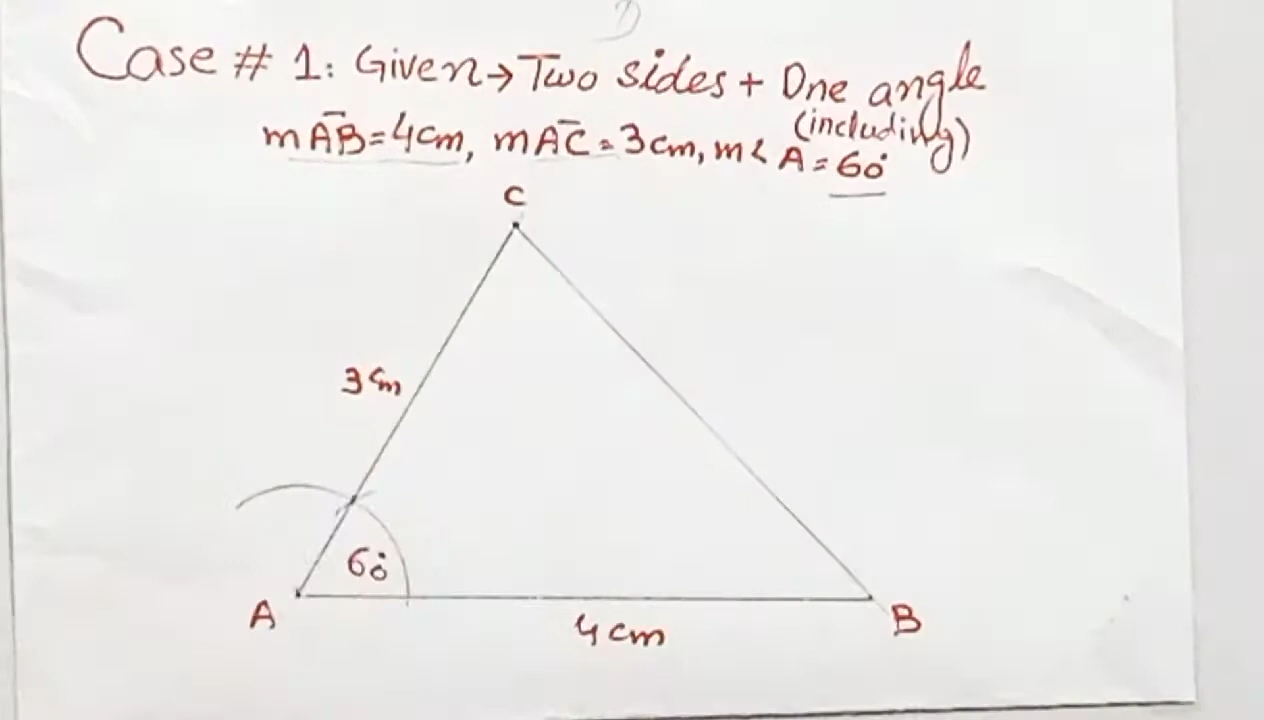 Case # 1: Given→Two sides + One angle
(including)
mAB=4cm, mAC=3cm, m< A=60°
C
3cm
60°
A
B
4cm